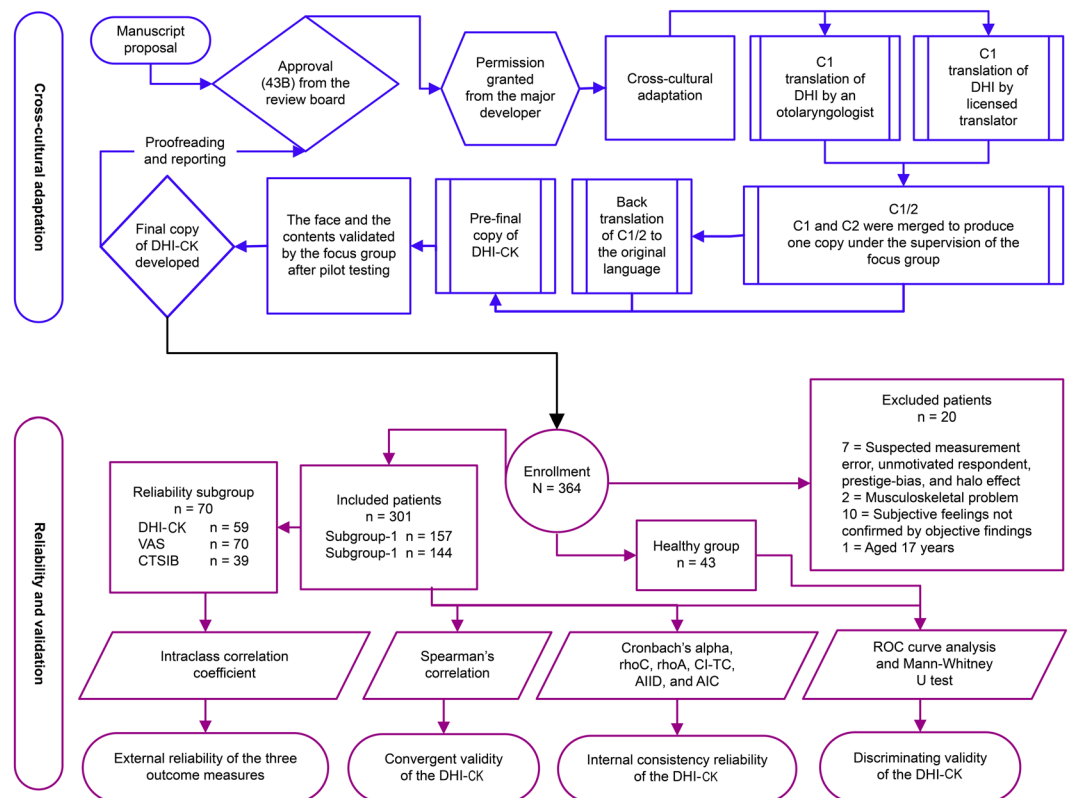 Cross-cultural adaptation
Manuscript
proposal
Approval
(43B) from the
review board
Permission
granted
from the major
developer
Cross-cultural
adaptation
C1
translation of
DHI by an
otolaryngologist
C1
translation of
DHI by
licensed
translator
Proofreading
and reporting
Final copy
of DHI-CK
developed
The face and the
contents validated
by the focus group
after pilot testing
Pre-final
copy of
DHI-CK
Back
translation
of C1/2 to
the original
language
C1/2
C1 and C2 were merged to produce
one copy under the supervision of the
focus group
Reliability and validation
Enrollment
N = 364
Excluded patients
n = 20
7 = Suspected measurement
error, unmotivated respondent,
prestige-bias, and halo effect
2 = Musculoskeletal problem
10 = Subjective feelings not
confirmed by objective findings
1 = Aged 17 years
Reliability subgroup
n = 70
DHI-CK n = 59
VAS n = 70
CTSIB n = 39
Included patients
n = 301
Subgroup-1 n = 157
Subgroup-1 n = 144
Healthy group
n = 43
Intraclass correlation
coefficient
Spearman's
correlation
Cronbach's alpha,
rhoC, rhoA, CI-TC,
AIID, and AIC
ROC curve analysis
and Mann-Whitney
U test
External reliability of the three
outcome measures
Convergent validity
of the DHI-CK
Internal consistency reliability
of the DHI-CK
Discriminating validity
of the DHI-CK